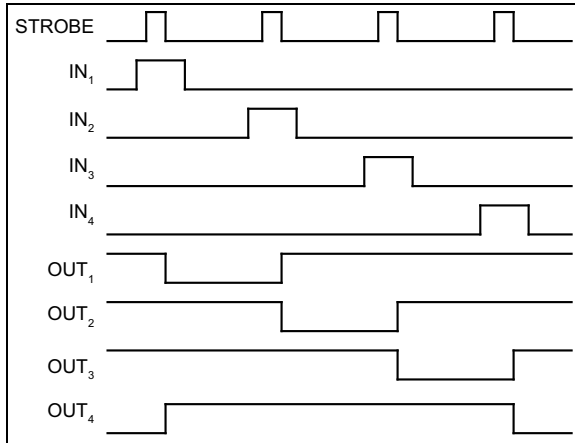 STROBE
IN₁
IN₂
IN₃
IN₄
OUT₁
OUT₂
OUT₃
OUT₄